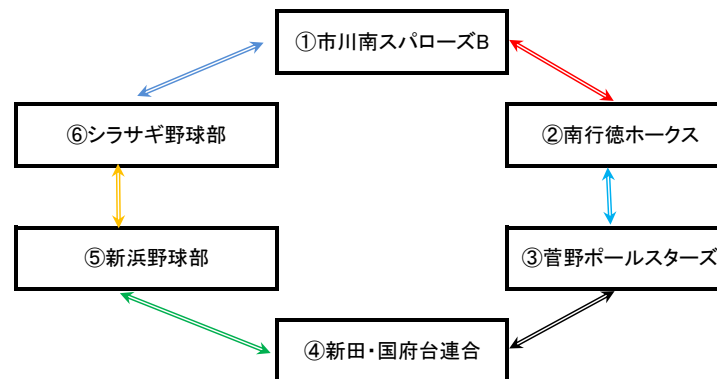 ①市川南スパローズB
⑥シラサギ野球部
②南行徳ホークス
⑤新浜野球部
③菅野ポールスターズ
④新田・国府台連合